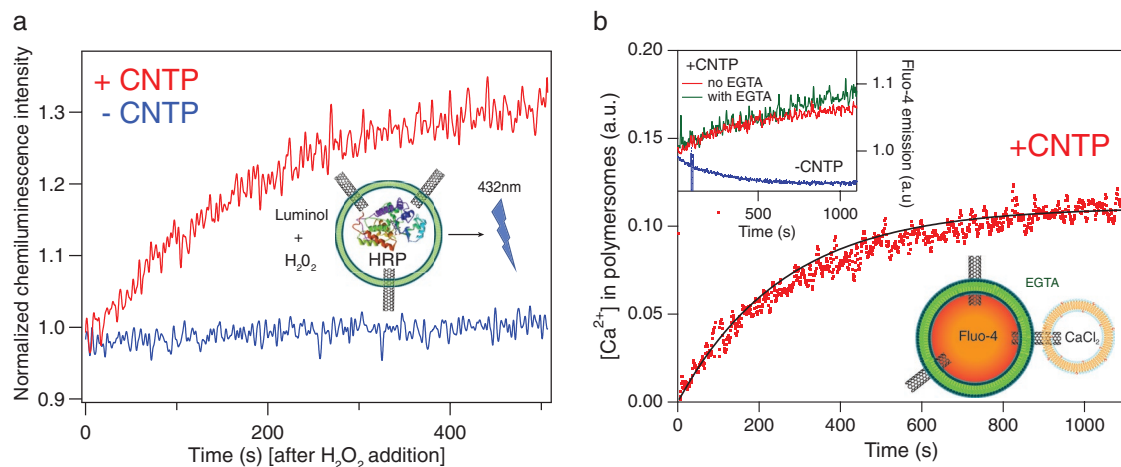 a
Normalized chemiluminescence intensity
1.3
1.2
1.1
1.0
0.9
+ CNTP
- CNTP
Luminol
+
H₂0₂
HRP
432nm
0
200
400
Time (s) [after H₂O₂ addition]
b
[Ca²⁺] in polymersomes (a.u.)
0.20
0.15
0.10
0.05
0.00
+CNTP
no EGTA
with EGTA
-CNTP
1.10
1.00
Fluo-4 emission (a.u)
500
1000
Time (s)
+CNTP
EGTA
Fluo-4
CaCl₂
0
200
400
600
800
1000
Time (s)